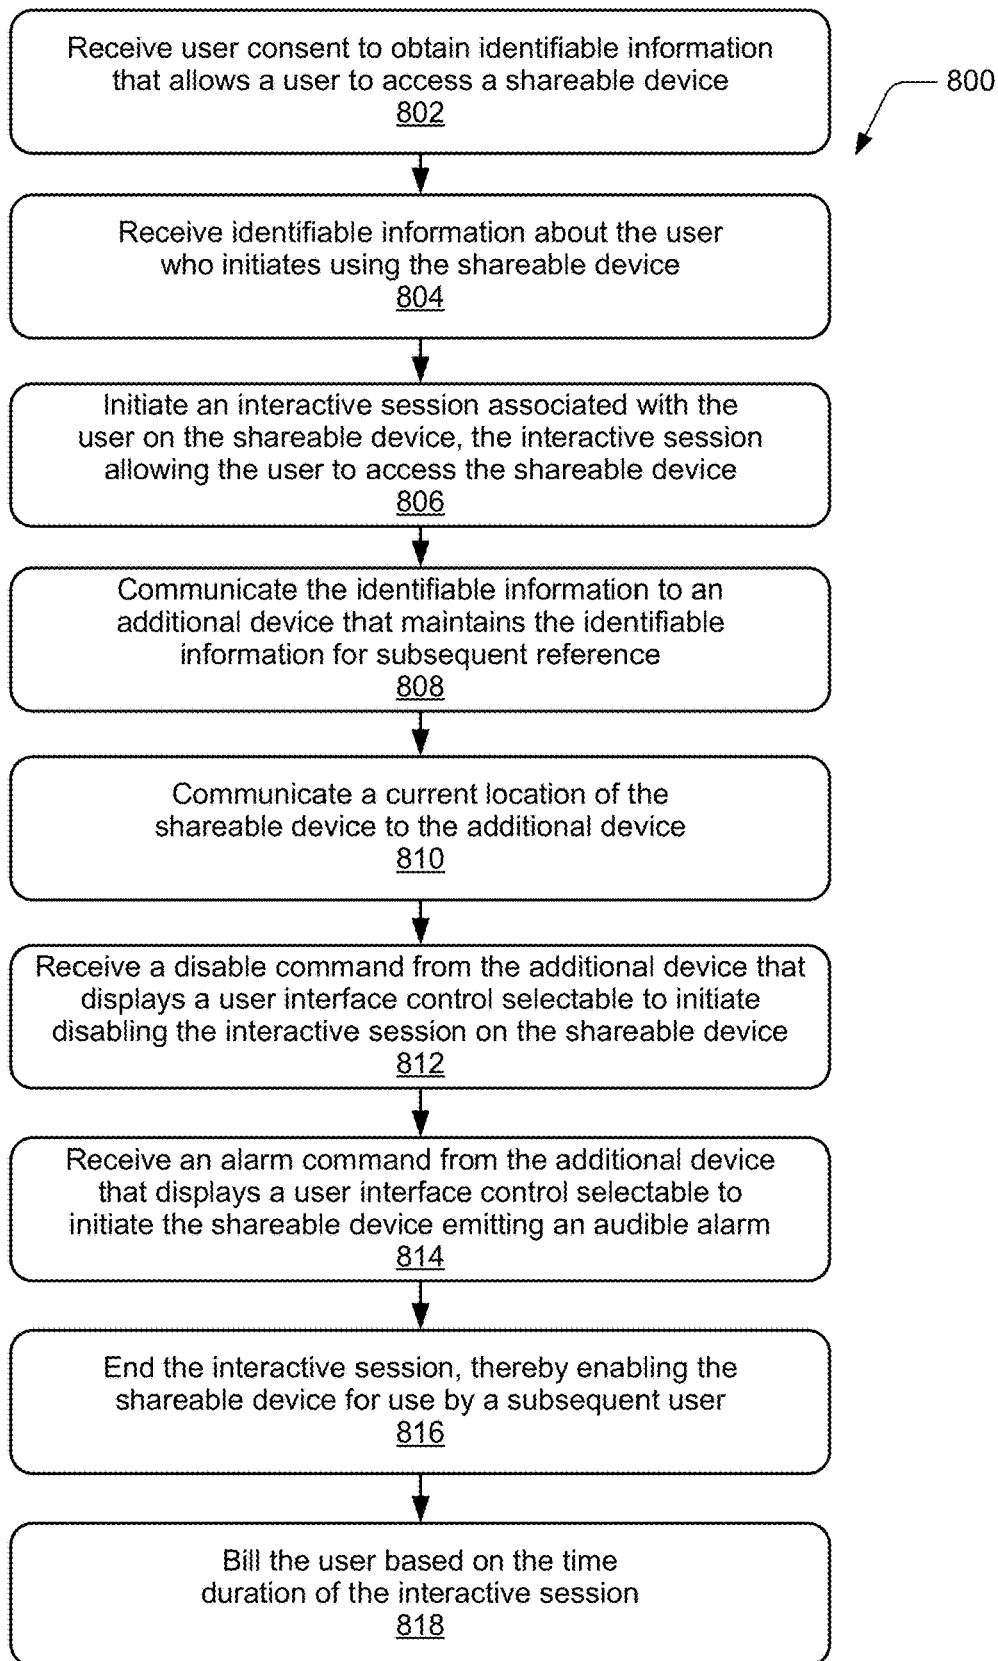 Receive user consent to obtain identifiable information
that allows a user to access a shareable device
802
800
Receive identifiable information about the user
who initiates using the shareable device
804
Initiate an interactive session associated with the
user on the shareable device, the interactive session
allowing the user to access the shareable device
806
Communicate the identifiable information to an
additional device that maintains the identifiable
information for subsequent reference
808
Communicate a current location of the
shareable device to the additional device
810
Receive a disable command from the additional device that
displays a user interface control selectable to initiate
disabling the interactive session on the shareable device
812
Receive an alarm command from the additional device
that displays a user interface control selectable to
initiate the shareable device emitting an audible alarm
814
End the interactive session, thereby enabling the
shareable device for use by a subsequent user
816
Bill the user based on the time
duration of the interactive session
818